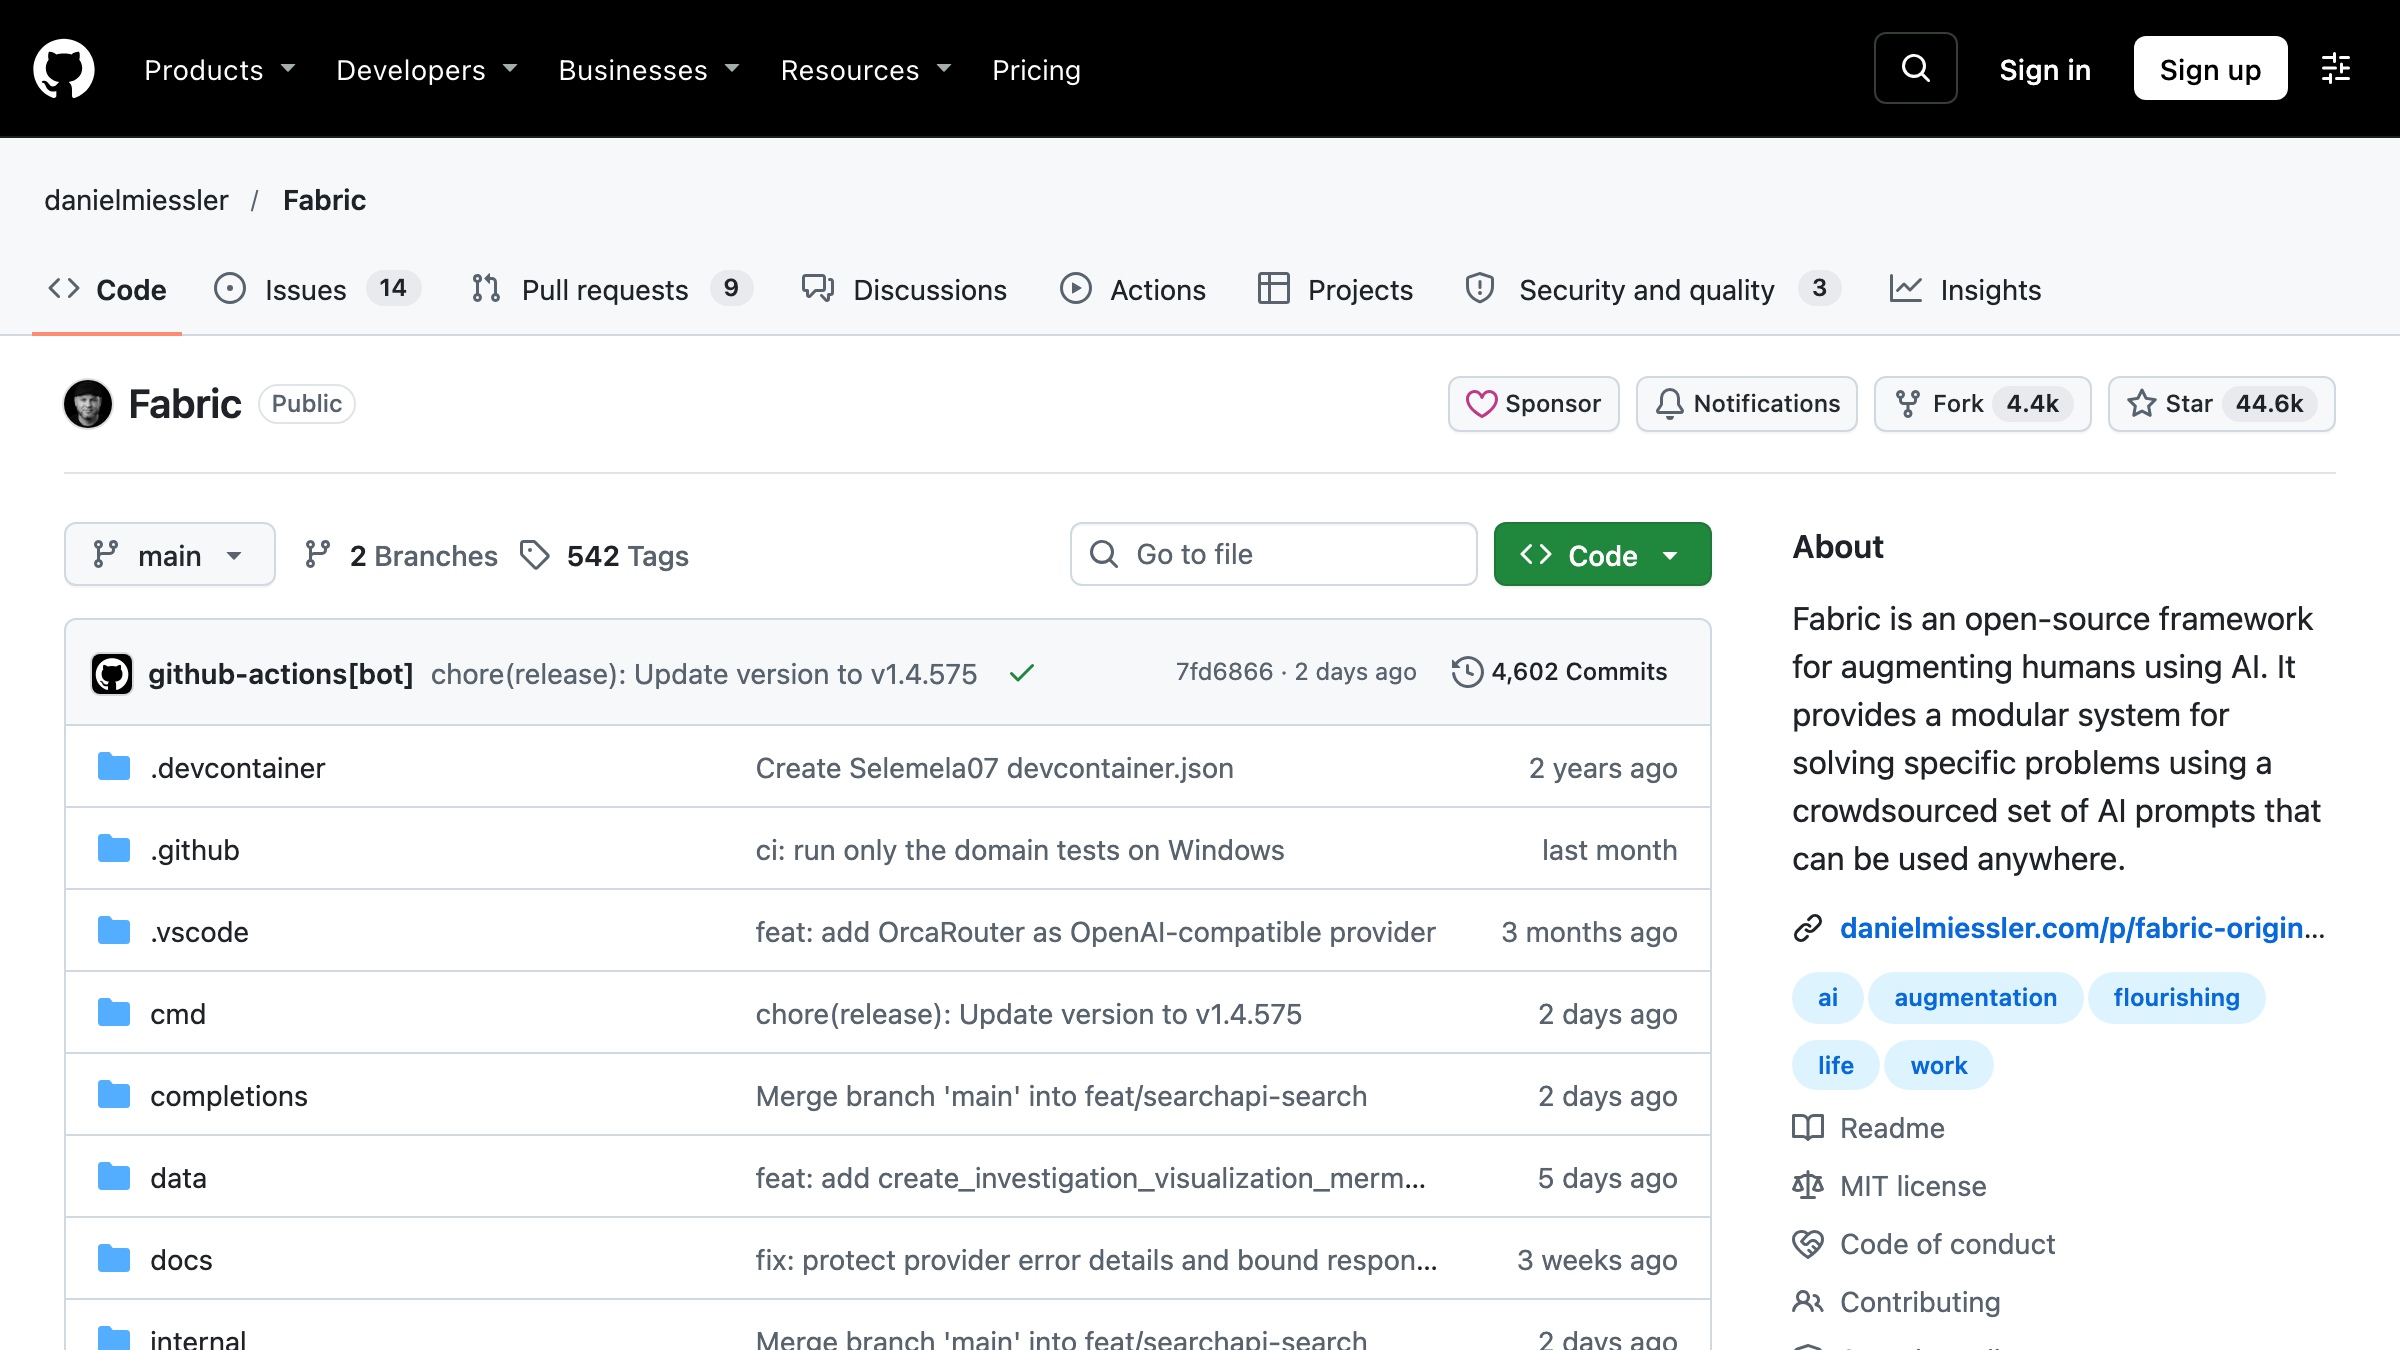 Products Developers Businesses Resources Pricing Sign in Sign up
danielmiessler / Fabric
Code Issues 14 Pull requests 9 Discussions Actions Projects Security and quality 3 Insights
Fabric Public Sponsor Notifications Fork 4.4k Star 44.6k
main 2 Branches 542 Tags Go to file Code
github-actions[bot] chore(release): Update version to v1.4.575 7fd6866 · 2 days ago 4,602 Commits
.devcontainer Create Selemela07 devcontainer.json 2 years ago
.github ci: run only the domain tests on Windows last month
.vscode feat: add OrcaRouter as OpenAI-compatible provider 3 months ago
cmd chore(release): Update version to v1.4.575 2 days ago
completions Merge branch 'main' into feat/searchapi-search 2 days ago
data feat: add create_investigation_visualization_merm... 5 days ago
docs fix: protect provider error details and bound respon... 3 weeks ago
internal Merge branch 'main' into feat/searchapi-search 2 days ago
About
Fabric is an open-source framework
for augmenting humans using AI. It
provides a modular system for
solving specific problems using a
crowdsourced set of AI prompts that
can be used anywhere.
danielmiessler.com/p/fabric-origin...
ai augmentation flourishing
life work
Readme
MIT license
Code of conduct
Contributing